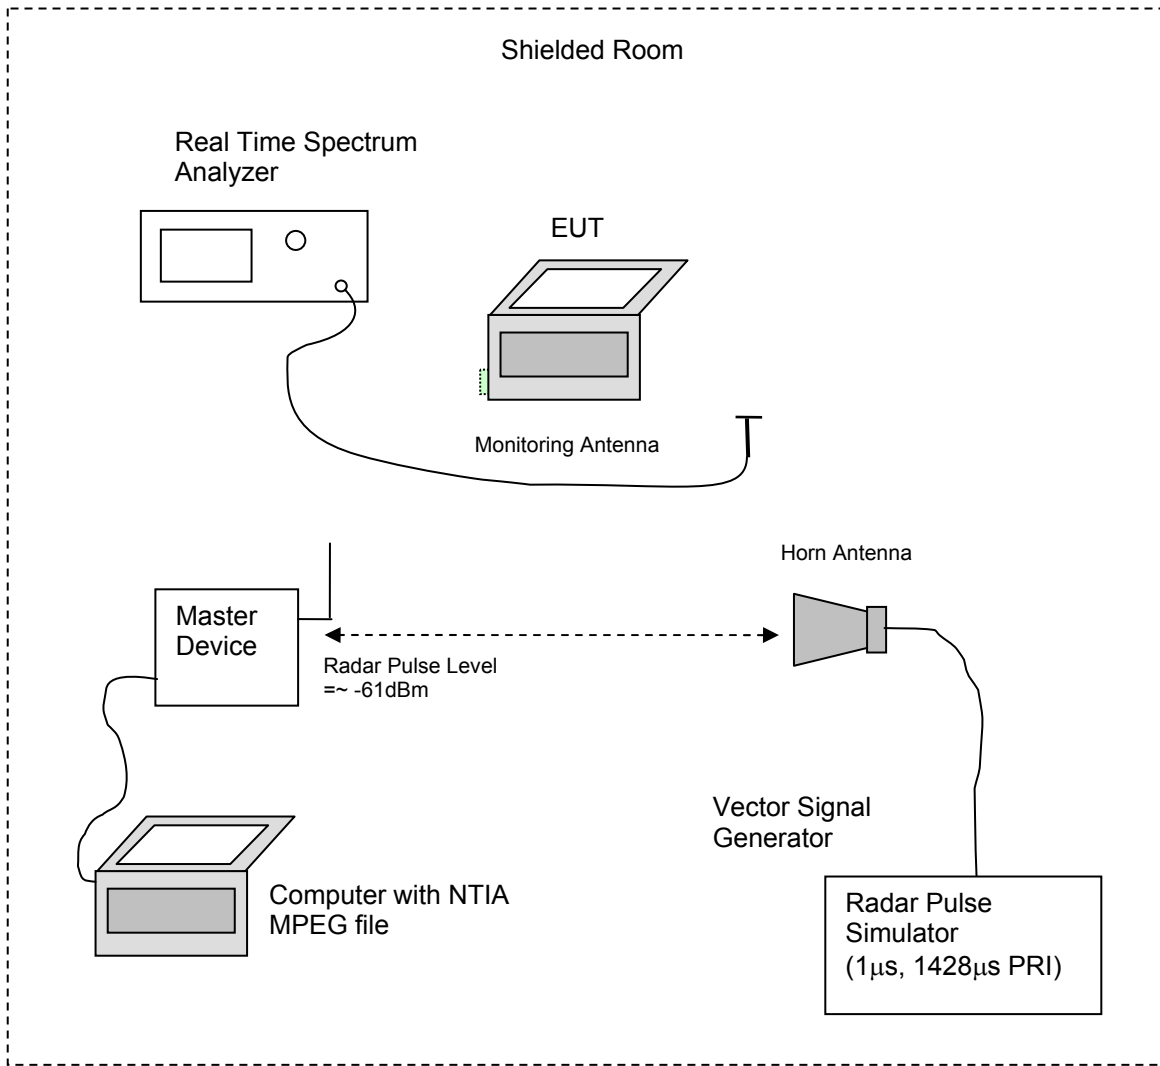 Shielded Room
Real Time Spectrum
Analyzer
EUT
Monitoring Antenna
Horn Antenna
Master
Device
Radar Pulse Level
=~ -61dBm
Vector Signal
Generator
Computer with NTIA
MPEG file
Radar Pulse
Simulator
(1μs, 1428μs PRI)